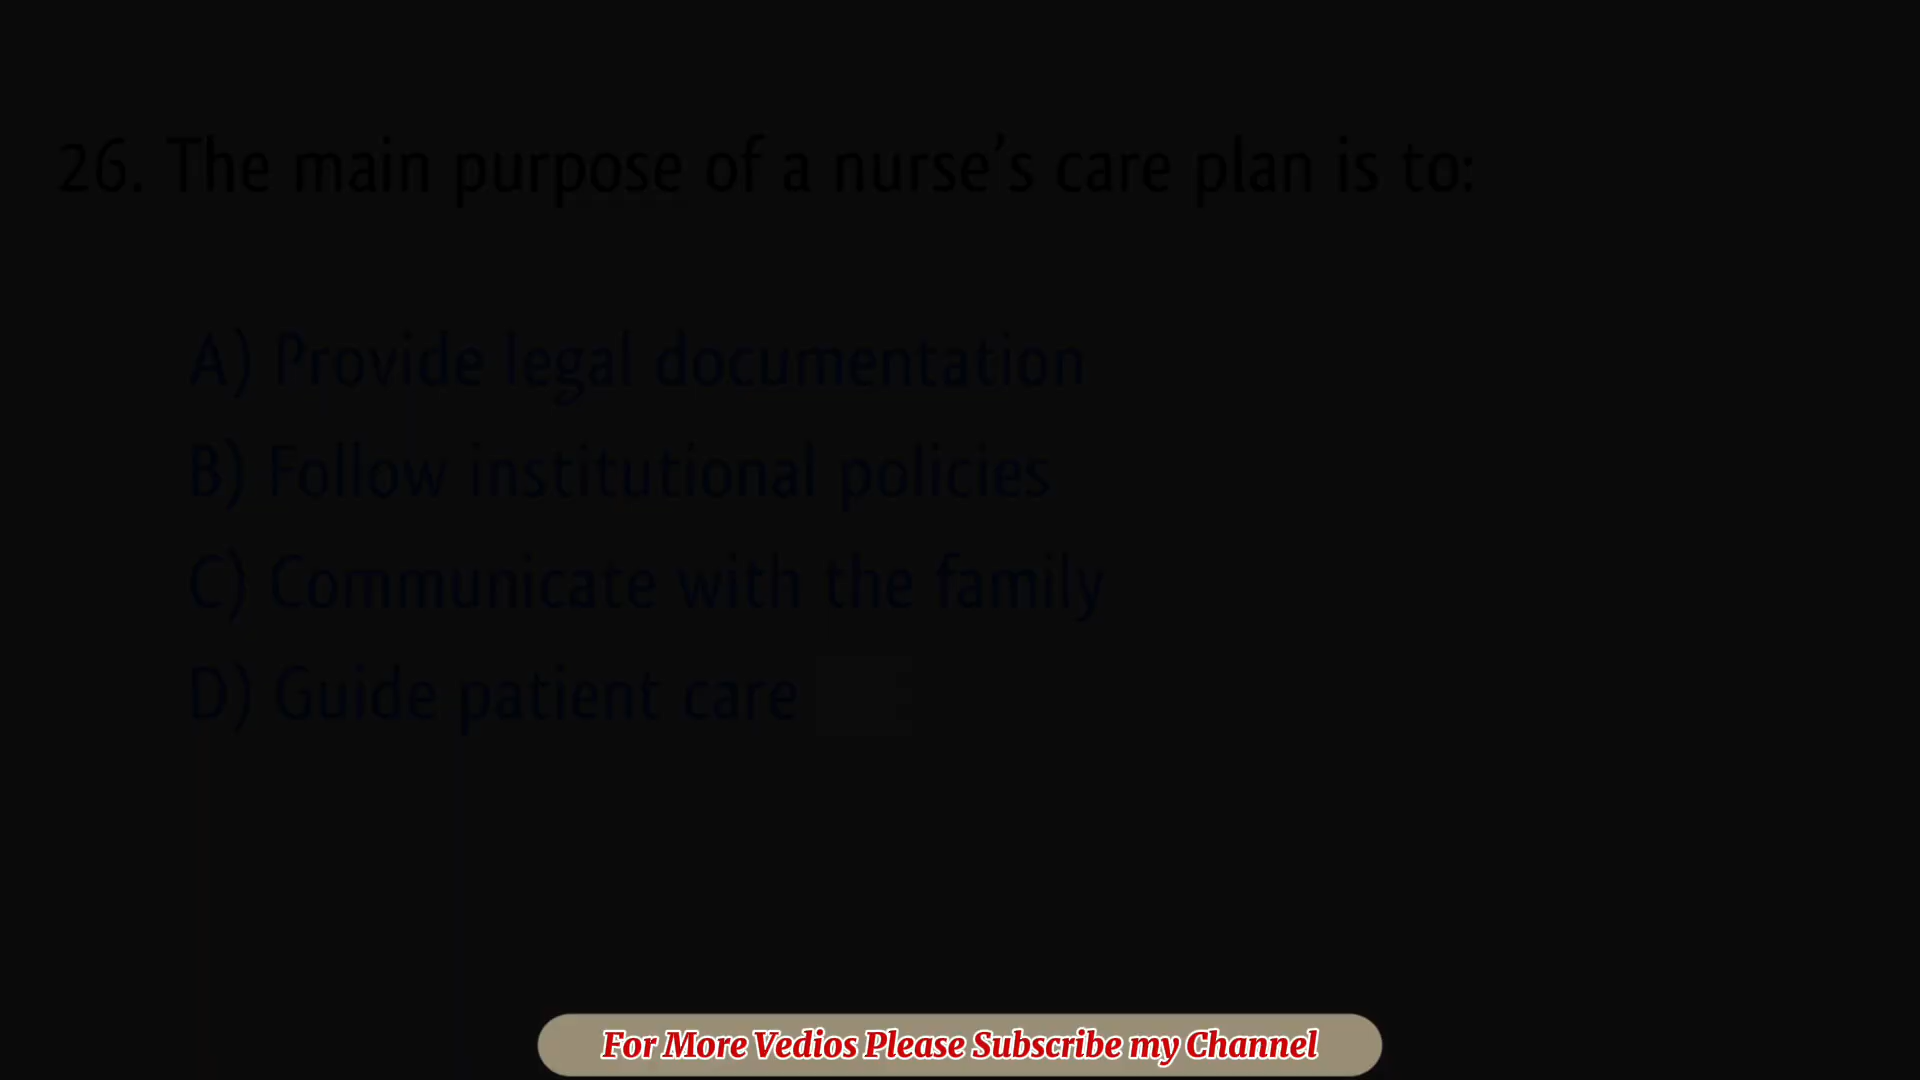 26. The main purpose of a nurse’s care plan is to:
A) Provide legal documentation
B) Follow institutional policies
C) Communicate with the family
D) Guide patient care
For More Vedios Please Subscribe my Channel